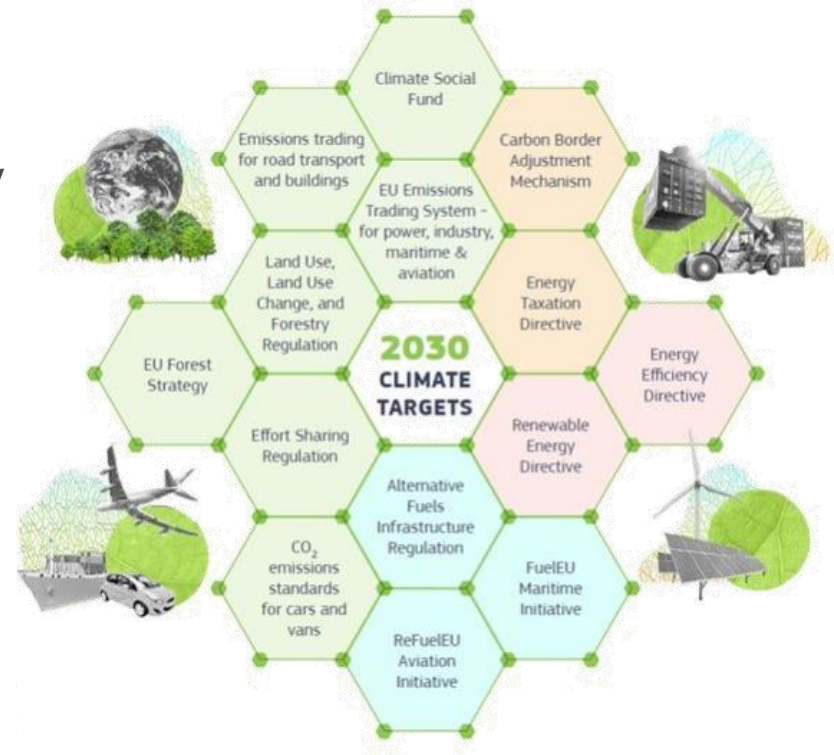 Climate Social
Fund
Emissions trading
for road transport
and buildings
Carbon Border
Adjustment
Mechanism
EU Emissions
Trading System –
for power, industry,
maritime &
aviation
Land Use,
Land Use
Change, and
Forestry
Regulation
Energy
Taxation
Directive
EU Forest
Strategy
2030
CLIMATE
TARGETS
Energy
Efficiency
Directive
Effort Sharing
Regulation
Renewable
Energy
Directive
Alternative
Fuels
Infrastructure
Regulation
CO₂
emissions
standards
for cars and
vans
FuelEU
Maritime
Initiative
ReFuelEU
Aviation
Initiative